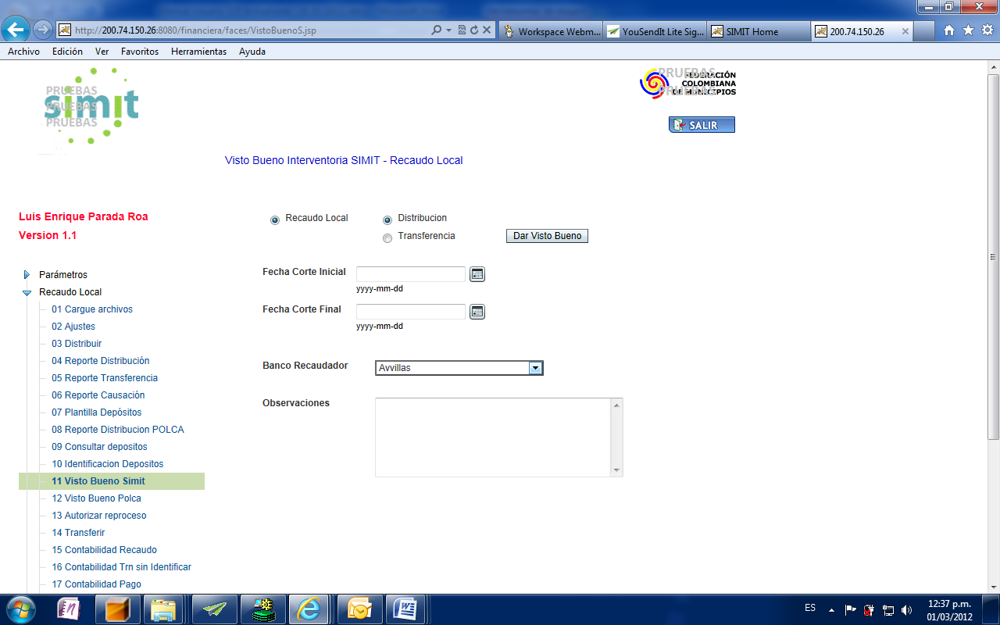 http://200.74.150.26:8080/financiera/faces/VistoBuenoS.jsp
Workspace Webm...
YouSendIt Lite Sig...
SIMIT Home
200.74.150.26
Archivo Edición Ver Favoritos Herramientas Ayuda
PRUEBAS
PRUEBAS
PRUEBAS
simit
PRUEBAS
PRUEBAS
FEDERACIÓN
COLOMBIANA
DE MUNICIPIOS
SALIR
Visto Bueno Interventoria SIMIT - Recaudo Local
Luis Enrique Parada Roa
Version 1.1
Recaudo Local
Distribucion
Transferencia
Dar Visto Bueno
Fecha Corte Inicial
yyyy-mm-dd
Fecha Corte Final
yyyy-mm-dd
Banco Recaudador
Avvillas
Observaciones
Parámetros
Recaudo Local
01 Cargue archivos
02 Ajustes
03 Distribuir
04 Reporte Distribución
05 Reporte Transferencia
06 Reporte Causación
07 Plantilla Depósitos
08 Reporte Distribucion POLCA
09 Consultar depositos
10 Identificacion Depositos
11 Visto Bueno Simit
12 Visto Bueno Polca
13 Autorizar reproceso
14 Transferir
15 Contabilidad Recaudo
16 Contabilidad Trn sin Identificar
17 Contabilidad Pago
ES
12:37 p.m.
01/03/2012